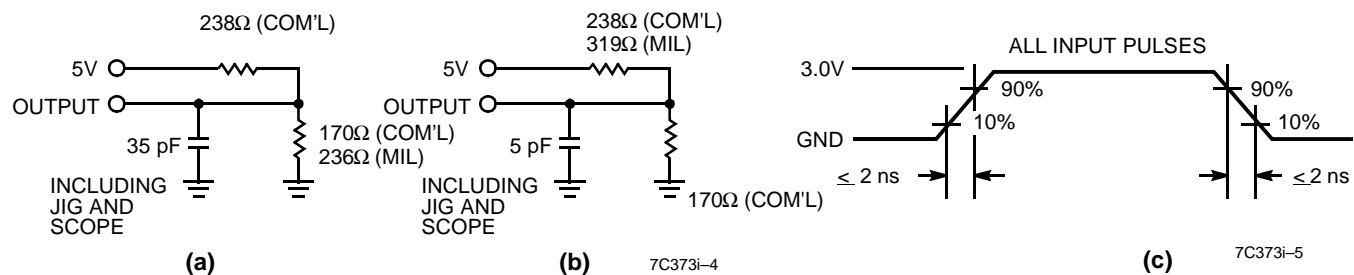 238Ω (COM'L)
5V
OUTPUT
35 pF
170Ω (COM'L)
236Ω (MIL)
INCLUDING
JIG AND
SCOPE
(a)
238Ω (COM'L)
319Ω (MIL)
5V
OUTPUT
5 pF
INCLUDING
JIG AND
SCOPE
170Ω (COM'L)
(b)
7C373i–4
ALL INPUT PULSES
3.0V
90%
90%
10%
10%
GND
≤ 2 ns
≤ 2 ns
(c)
7C373i–5